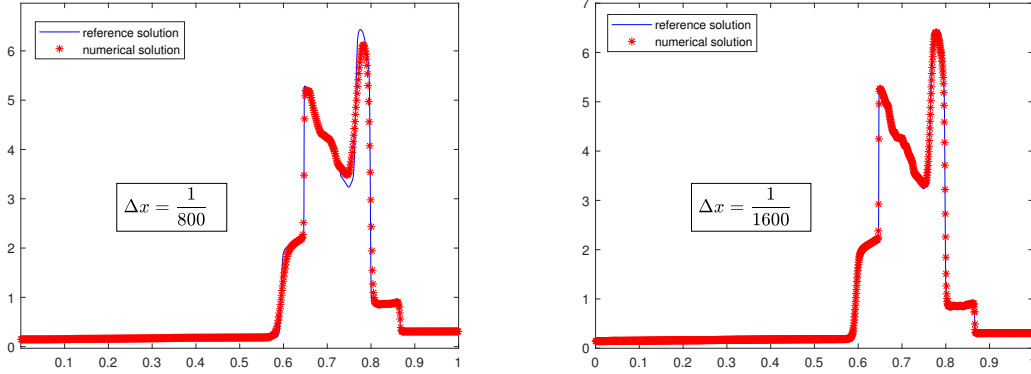 reference solution
numerical solution
Δx = 1/800
6
5
4
3
2
1
0
0.1 0.2 0.3 0.4 0.5 0.6 0.7 0.8 0.9 1
7
reference solution
numerical solution
Δx = 1/1600
6
5
4
3
2
1
0
0 0.1 0.2 0.3 0.4 0.5 0.6 0.7 0.8 0.9 1